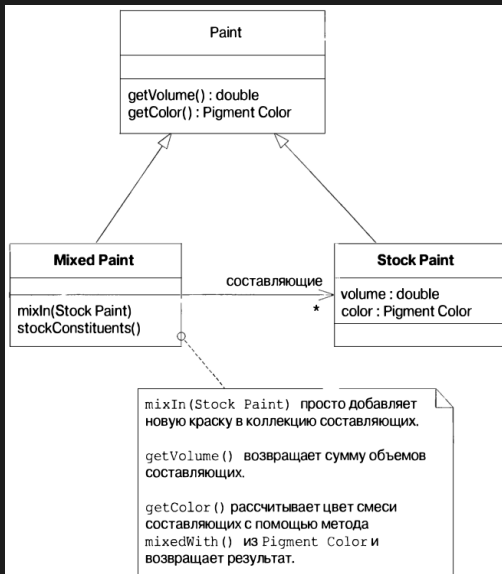 Paint
getVolume() : double
getColor() : Pigment Color
Mixed Paint
mixIn(Stock Paint)
stockConstituents()
составляющие
*
Stock Paint
volume : double
color : Pigment Color
mixIn(Stock Paint) просто добавляет
новую краску в коллекцию составляющих.
getVolume() возвращает сумму объемов
составляющих.
getColor() рассчитывает цвет смеси
составляющих с помощью метода
mixedWith() из Pigment Color и
возвращает результат.